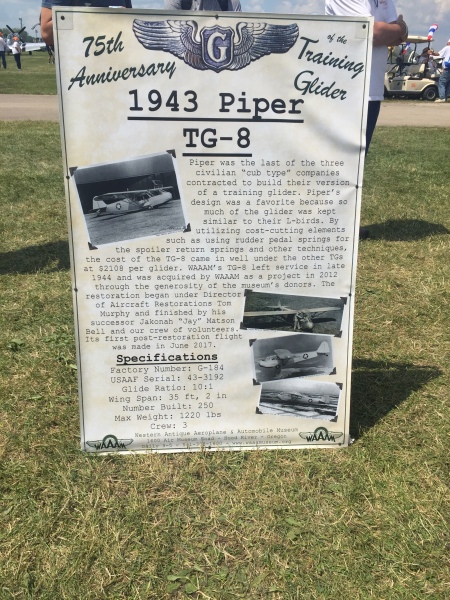 75th
Anniversary
G
of the
Training
Glider
1943 Piper
TG-8
Piper was the last of the three
civilian "cub type" companies
contracted to build their version
of a training glider. Piper's
design was a favorite because so
much of the glider was kept
similar to their L-birds. By
utilizing cost-cutting elements
such as using rudder pedal springs for
the spoiler return springs and other techniques,
the cost of the TG-8 came in well under the other TGs
at $2108 per glider. WAAAM's TG-8 left service in late
1944 and was acquired by WAAAM as a project in 2012
through the generosity of the museum's donors. The
restoration began under Director
of Aircraft Restorations Tom
Murphy and finished by his
successor Jakonah "Jay" Matson
Bell and our crew of volunteers.
Its first post-restoration flight
was made in June 2017.
Specifications
Factory Number: G-184
USAAF Serial: 43-3192
Glide Ratio: 10:1
Wing Span: 35 ft, 2 in
Number Built: 250
Max Weight: 1220 lbs
Crew: 3
WAAAM
Western Antique Aeroplane & Automobile Museum
1600 Air Museum Road - Hood River - Oregon
WAAAM